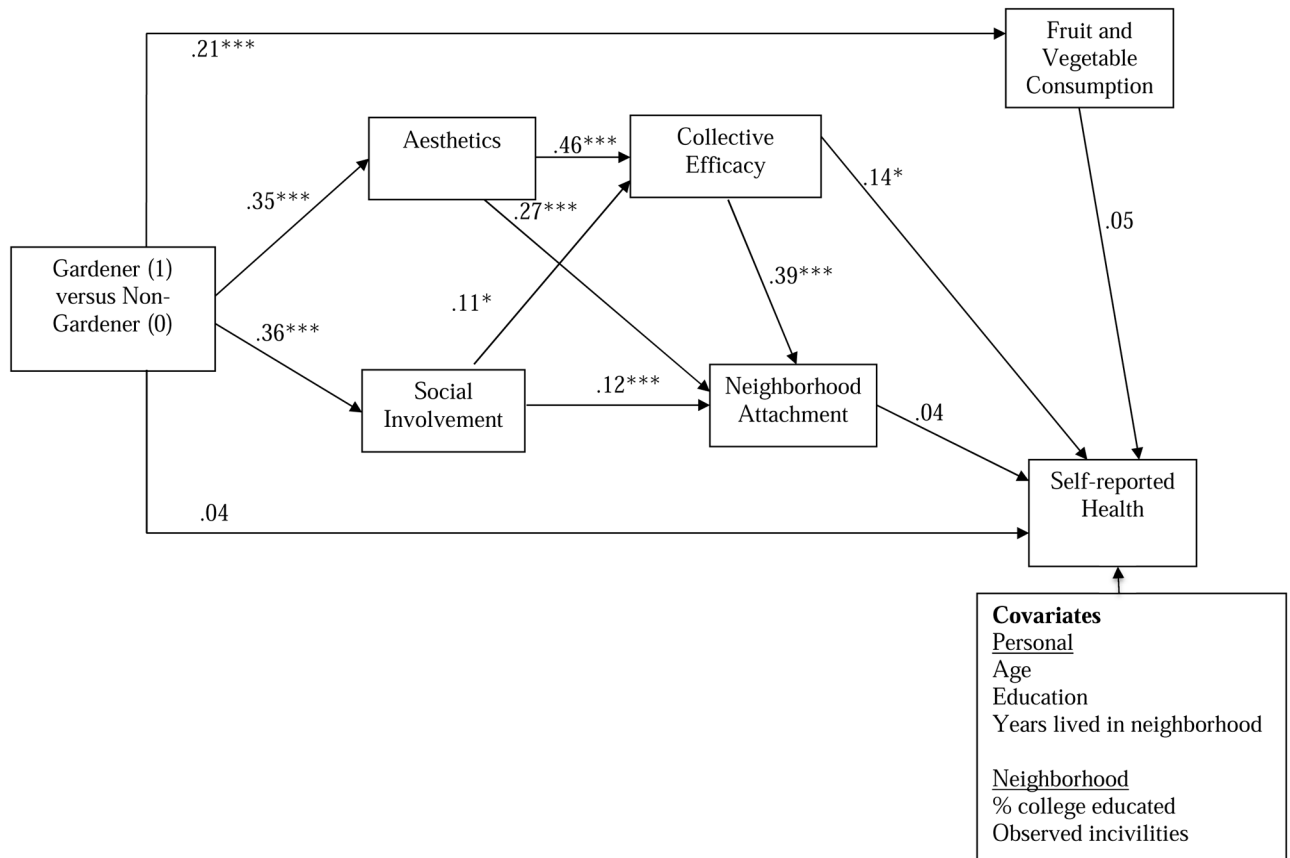 Fruit and
Vegetable
Consumption
.21***
Aesthetics
.46***
Collective
Efficacy
.14*
.35***
.27***
.05
Gardener (1)
versus Non-
Gardener (0)
.39***
.11*
.36***
Social
Involvement
.12***
Neighborhood
Attachment
.04
Self-reported
Health
.04
Covariates
Personal
Age
Education
Years lived in neighborhood
Neighborhood
% college educated
Observed incivilities